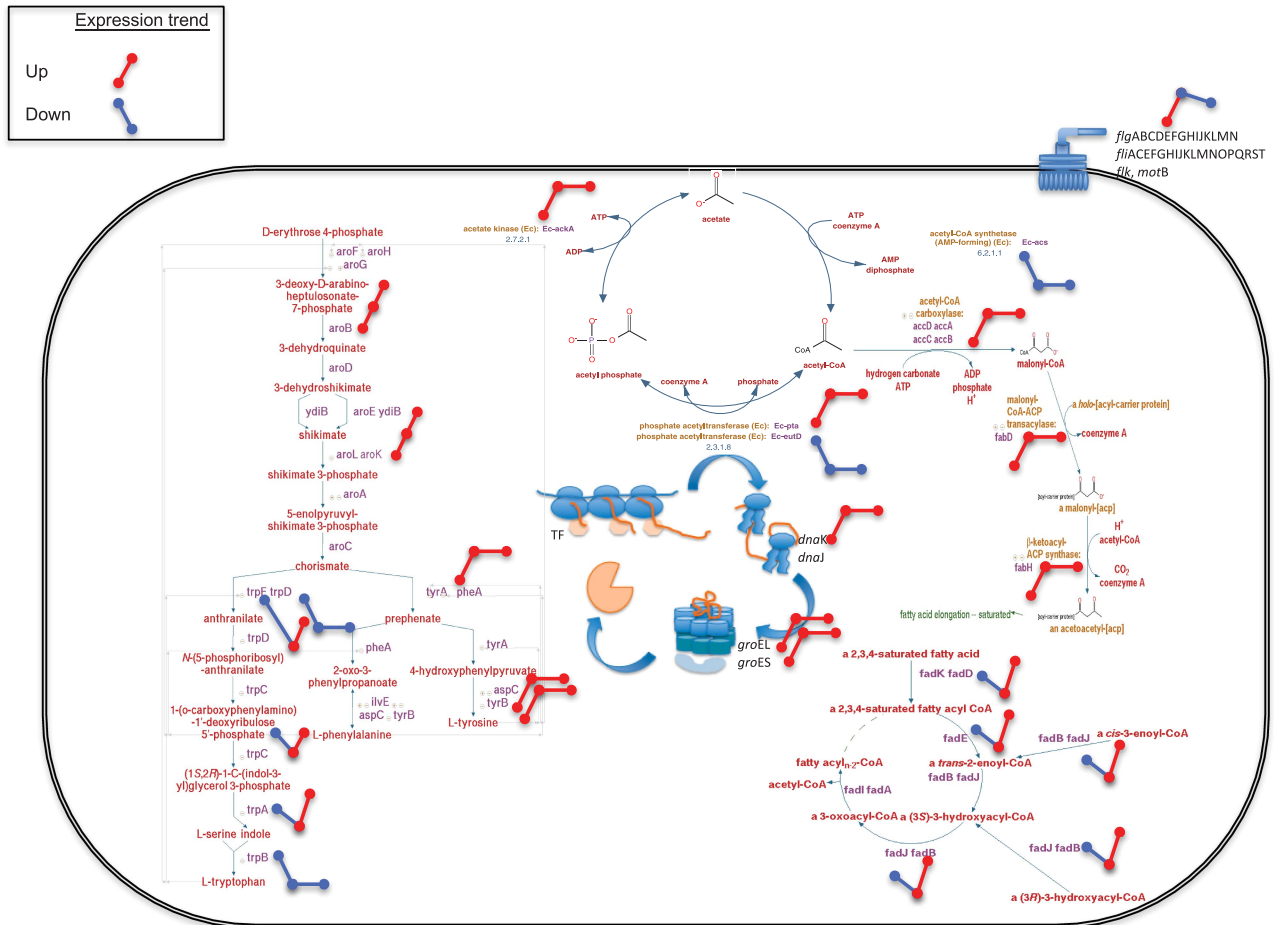 Expression trend
Up
Down
flgABCDEFGHIJKLMN
fliACEFGHIJKLMNOPQRST
flk, motB
D-erythrose 4-phosphate
aroF aroH
aroG
3-deoxy-D-arabino-
heptulosonate-
7-phosphate
aroB
3-dehydroquinate
aroD
3-dehydroshikimate
ydiB
aroE ydiB
shikimate
aroL aroK
shikimate 3-phosphate
aroA
5-enolpyruvyl-
shikimate 3-phosphate
aroC
chorismate
trpE trpD
tyrA pheA
anthranilate
prephenate
trpD
pheA
tyrA
N-(5-phosphoribosyl)
-anthranilate
2-oxo-3-
phenylpropanoate
4-hydroxyphenylpyruvate
trpC
ilvE
aspC tyrB
aspC
tyrB
1-(o-carboxyphenylamino)
-1'-deoxyribulose
5'-phosphate
L-phenylalanine
L-tyrosine
trpC
(1S,2R)-1-C-(indol-3-
yl)glycerol 3-phosphate
trpA
L-serine indole
trpB
L-tryptophan
acetate
O
O-
acetate kinase (Ec): Ec-ackA
2.7.2.1
ATP
ADP
ATP
coenzyme A
AMP
diphosphate
acetyl-CoA synthetase
(AMP-forming) (Ec): Ec-acs
6.2.1.1
O-
O
O- P O
O
acetyl phosphate
O
CoA
acetyl-CoA
coenzyme A
phosphate
phosphate acetyltransferase (Ec): Ec-pta
phosphate acetyltransferase (Ec): Ec-eutD
2.3.1.8
acetyl-CoA
carboxylase:
accD accA
accC accB
hydrogen carbonate
ATP
ADP
phosphate
H+
O O
CoA O-
malonyl-CoA
malonyl-
CoA-ACP
transacylase:
fabD
a holo-[acyl-carrier protein]
coenzyme A
O O
[acyl-carrier protein] O-
a malonyl-[acp]
β-ketoacyl-
ACP synthase:
fabH
H+
acetyl-CoA
CO2
coenzyme A
fatty acid elongation – saturated
O O
[acyl-carrier protein]
an acetoacetyl-[acp]
TF
dnaK
dnaJ
groEL
groES
a 2,3,4-saturated fatty acid
fadK fadD
a 2,3,4-saturated fatty acyl CoA
fadE
fadB fadJ
a cis-3-enoyl-CoA
fatty acyln-2-CoA
a trans-2-enoyl-CoA
fadB fadJ
acetyl-CoA
fadI fadA
a 3-oxoacyl-CoA
a (3S)-3-hydroxyacyl-CoA
fadJ fadB
fadJ fadB
a (3R)-3-hydroxyacyl-CoA